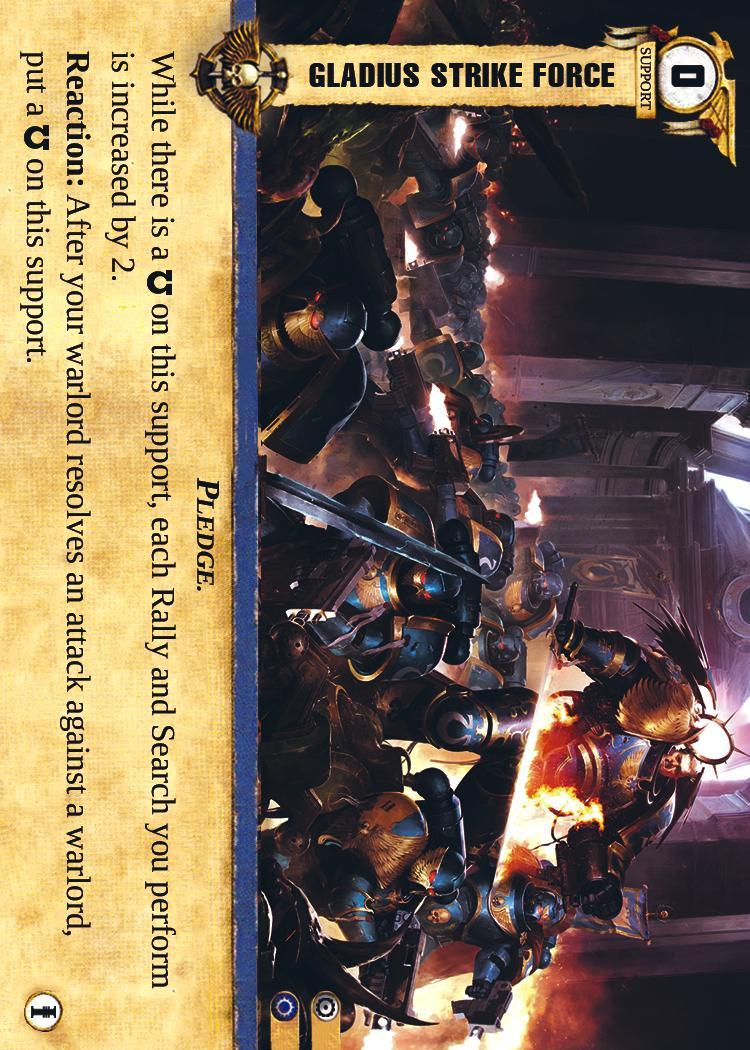 0
SUPPORT
GLADIUS STRIKE FORCE
PLEDGE.
While there is a ℧ on this support, each Rally and Search you perform
is increased by 2.
Reaction: After your warlord resolves an attack against a warlord,
put a ℧ on this support.
I